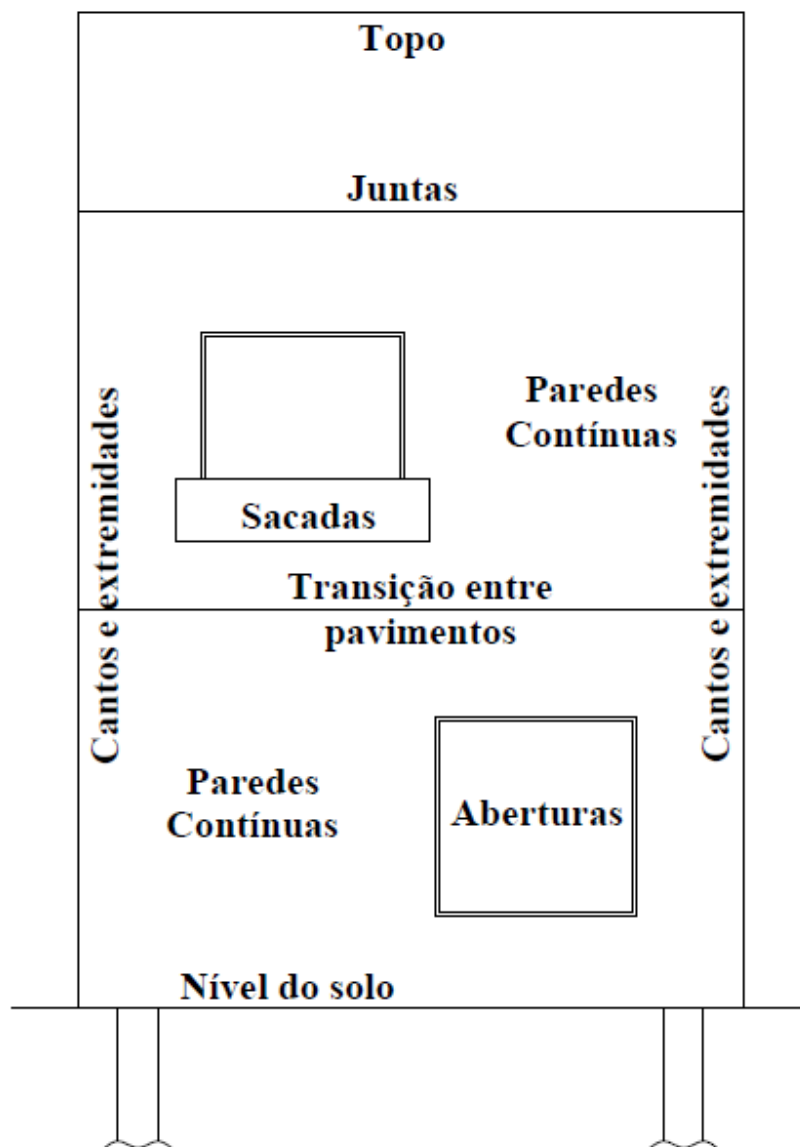 Topo
Juntas
Cantos e extremidades
Paredes
Contínuas
Cantos e extremidades
Sacadas
Transição entre
pavimentos
Paredes
Contínuas
Aberturas
Nível do solo